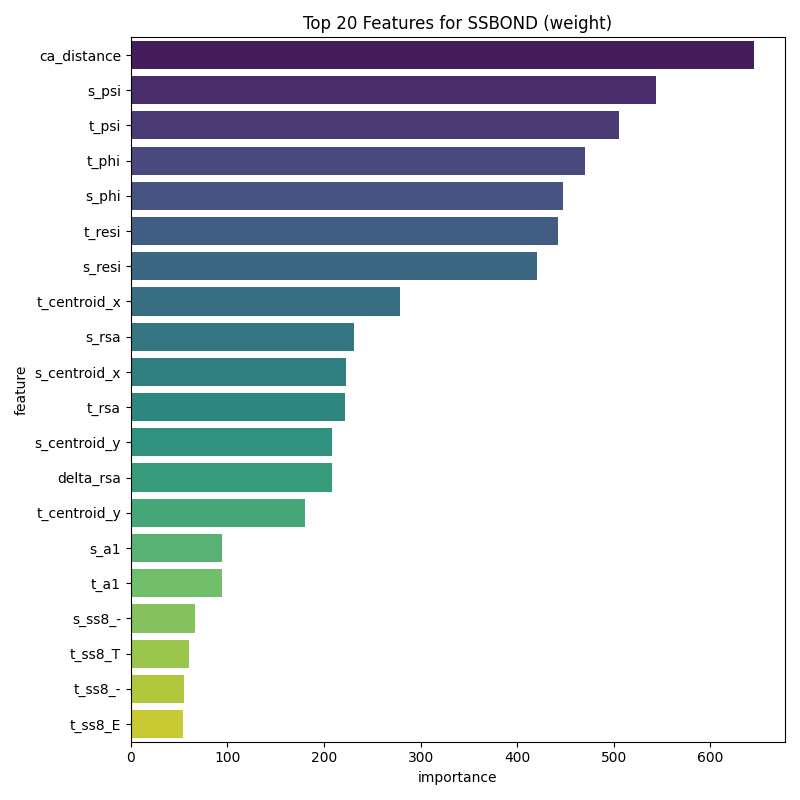 Top 20 Features for SSBOND (weight)
feature
ca_distance
s_psi
t_psi
t_phi
s_phi
t_resi
s_resi
t_centroid_x
s_rsa
s_centroid_x
t_rsa
s_centroid_y
delta_rsa
t_centroid_y
s_a1
t_a1
s_ss8_-
t_ss8_T
t_ss8_-
t_ss8_E
0 100 200 300 400 500 600
importance